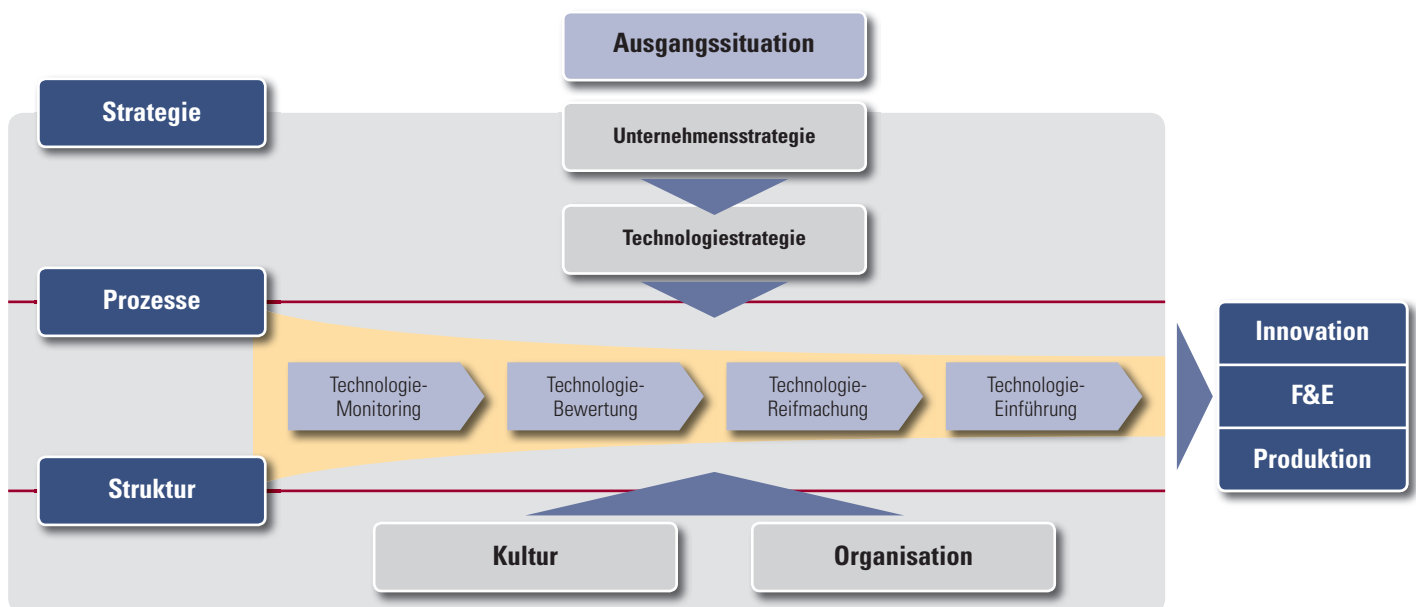 Ausgangssituation
Strategie
Unternehmensstrategie
Technologiestrategie
Prozesse
Technologie-
Monitoring
Technologie-
Bewertung
Technologie-
Reifmachung
Technologie-
Einführung
Innovation
F&E
Produktion
Struktur
Kultur
Organisation